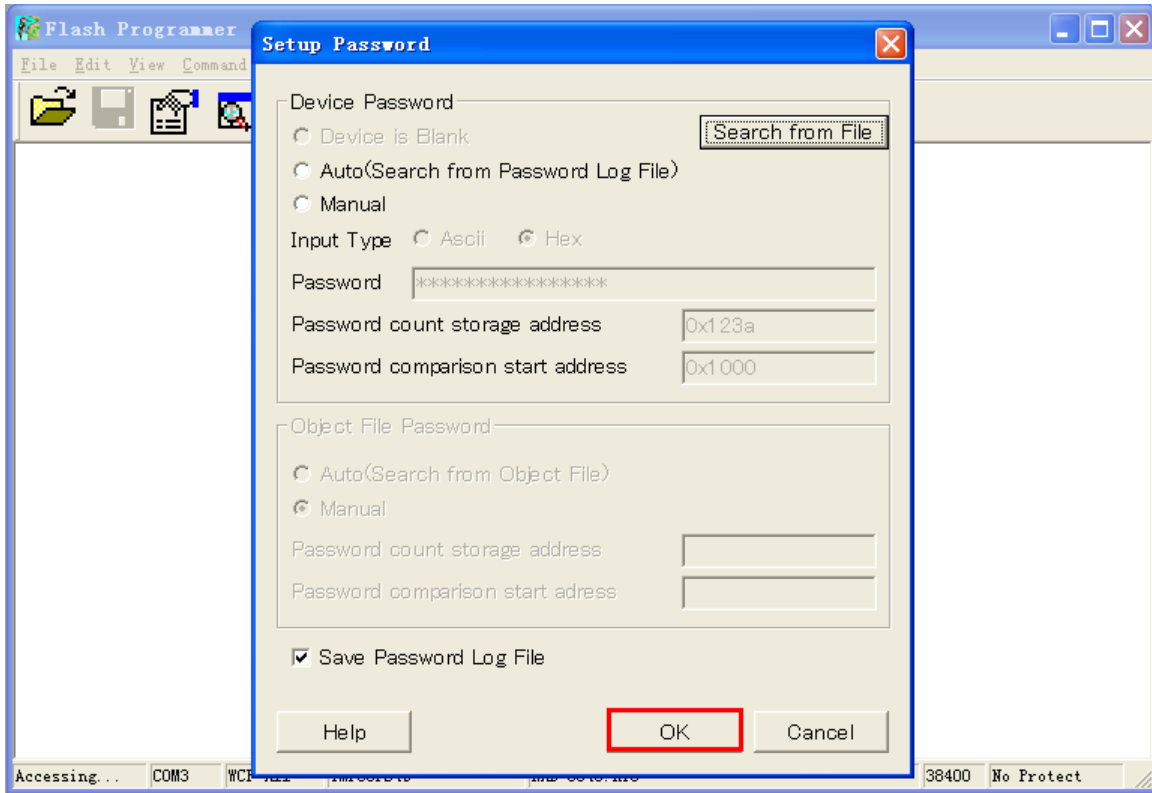 Flash Programmer
File Edit View Command
Setup Password
Device Password
Device is Blank
Search from File
Auto(Search from Password Log File)
Manual
Input Type Ascii Hex
Password ****************
Password count storage address 0x123a
Password comparison start address 0x1000
Object File Password
Auto(Search from Object File)
Manual
Password count storage address
Password comparison start adress
Save Password Log File
Help OK Cancel
Accessing... COM3 38400 No Protect